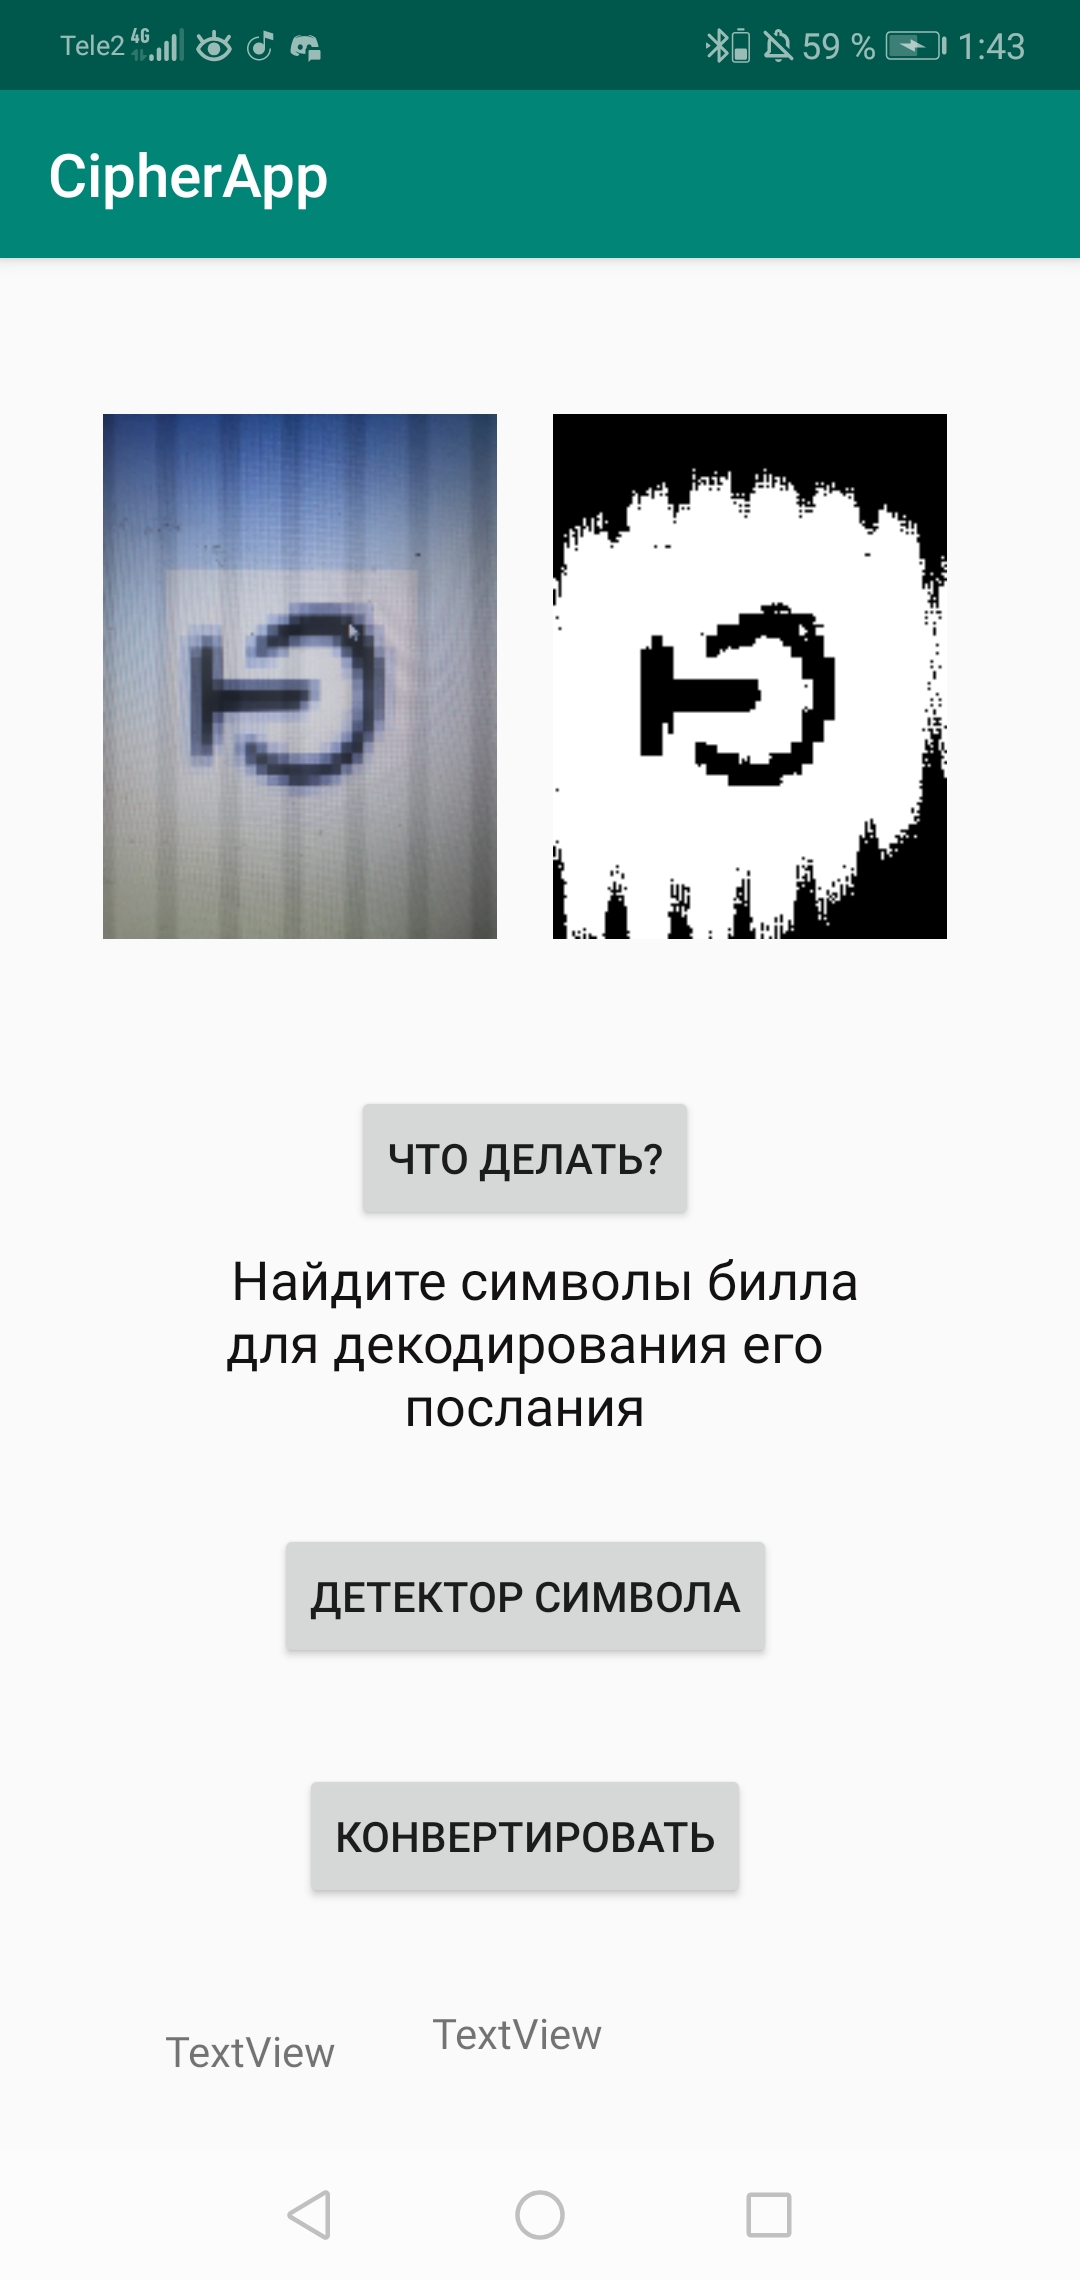 Tele2 4G 59 % 1:43
CipherApp
ЧТО ДЕЛАТЬ?
Найдите символы билла
для декодирования его
послания
ДЕТЕКТОР СИМВОЛА
КОНВЕРТИРОВАТЬ
TextView TextView